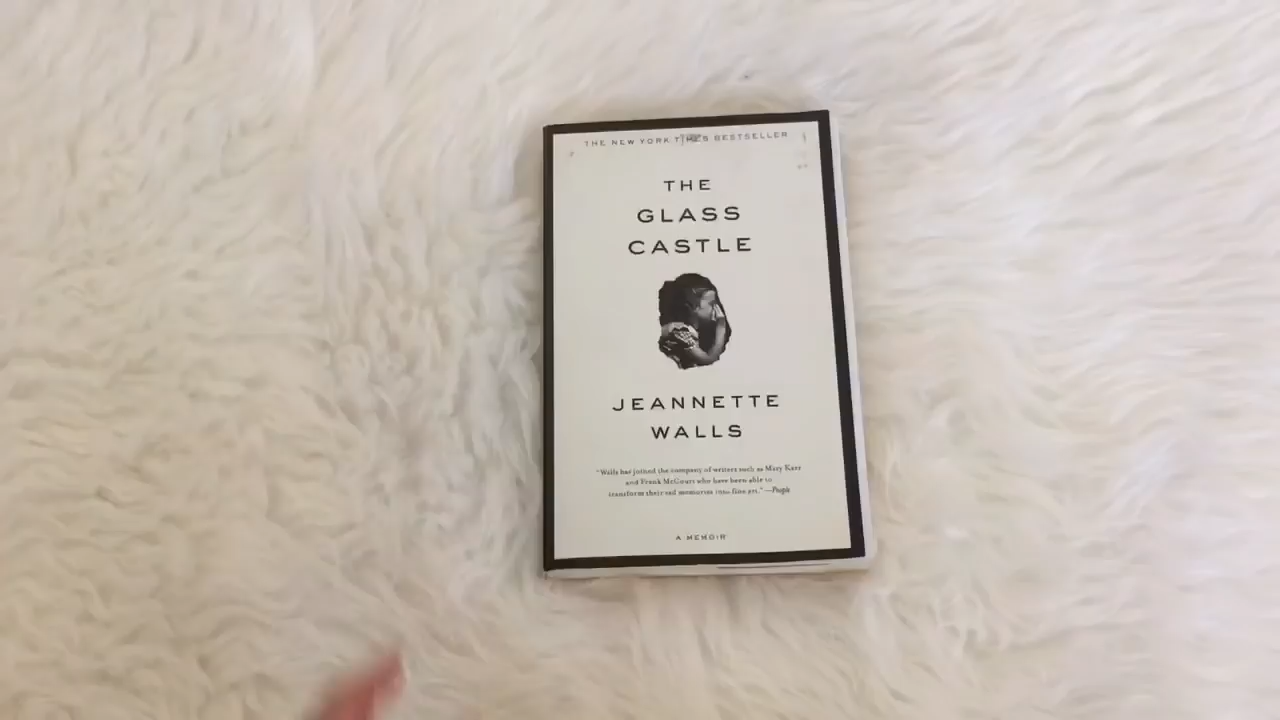 THE NEW YORK TIMES BESTSELLER
THE
GLASS
CASTLE
JEANNETTE
WALLS
"Walls has joined the company of writers such as Mary Karr
and Frank McCourt who have been able to
transform their sad memories into fine art." —People
A MEMOIR